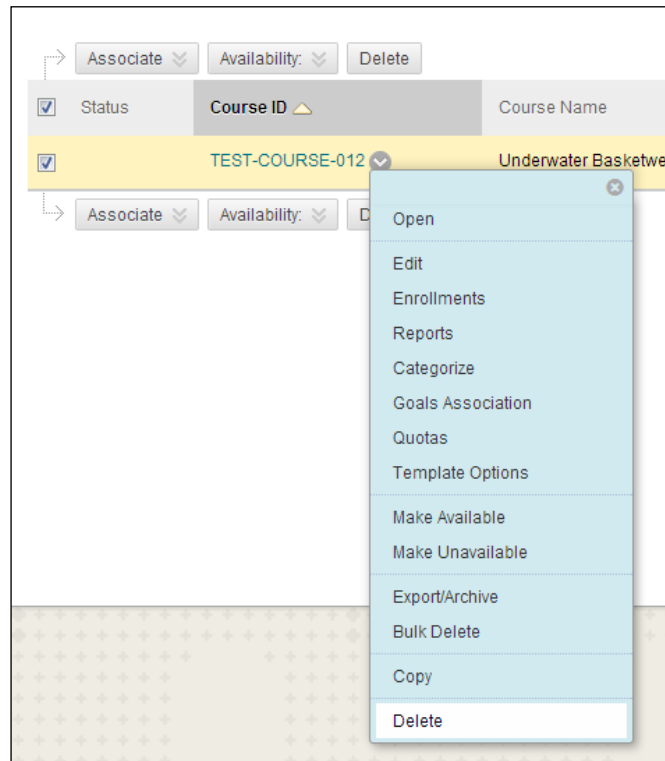 Associate Availability: Delete
Status Course ID Course Name
TEST-COURSE-012 Underwater
Associate Availability:
Open
Edit
Enrollments
Reports
Categorize
Goals Association
Quotas
Template Options
Make Available
Make Unavailable
Export/Archive
Bulk Delete
Copy
Delete